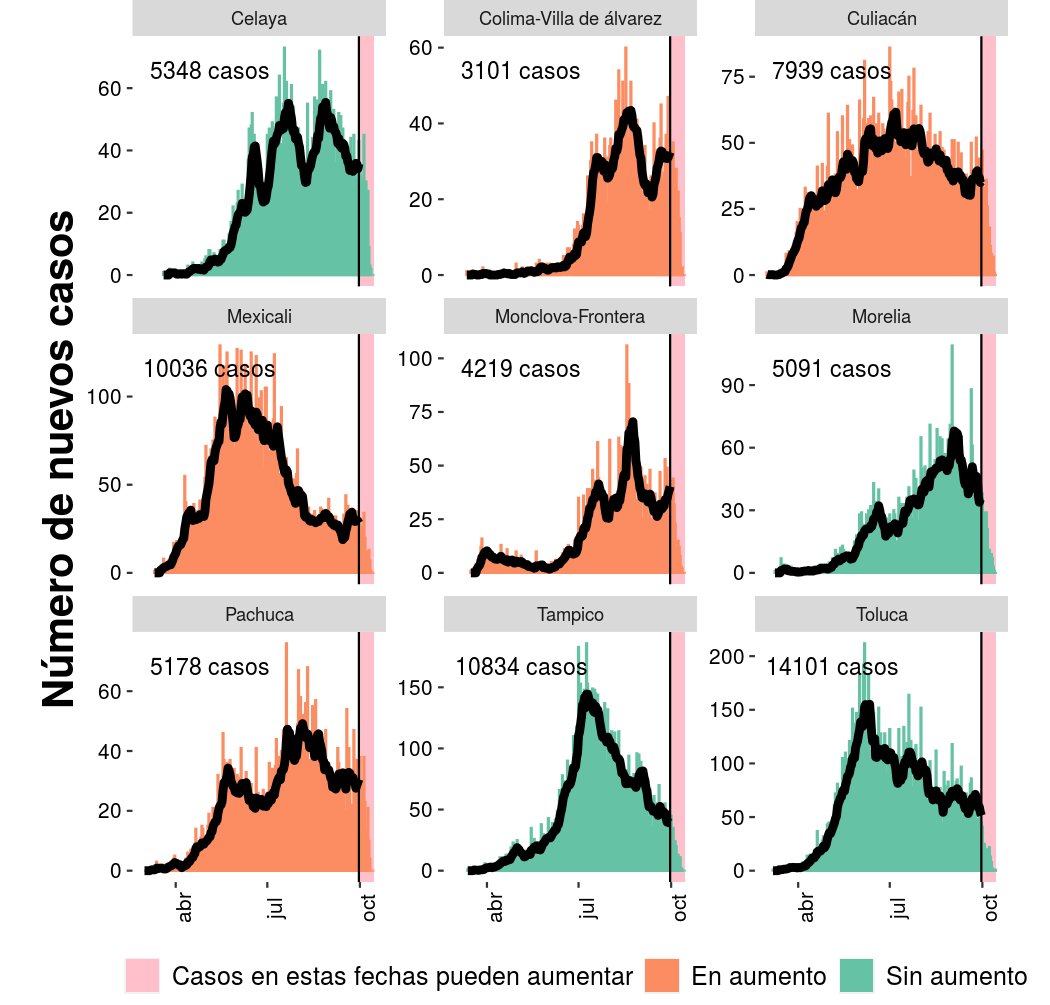 Celaya
Colima-Villa de álvarez
Culiacán
5348 casos
3101 casos
7939 casos
60
40
20
0
60
40
20
0
75
50
25
0
Mexicali
Monclova-Frontera
Morelia
10036 casos
4219 casos
5091 casos
100
50
0
100
75
50
25
0
90
60
30
0
Pachuca
Tampico
Toluca
5178 casos
10834 casos
14101 casos
60
40
20
0
150
100
50
0
200
150
100
50
0
abr
jul
oct
abr
jul
oct
abr
jul
oct
Número de nuevos casos
Casos en estas fechas pueden aumentar
En aumento
Sin aumento